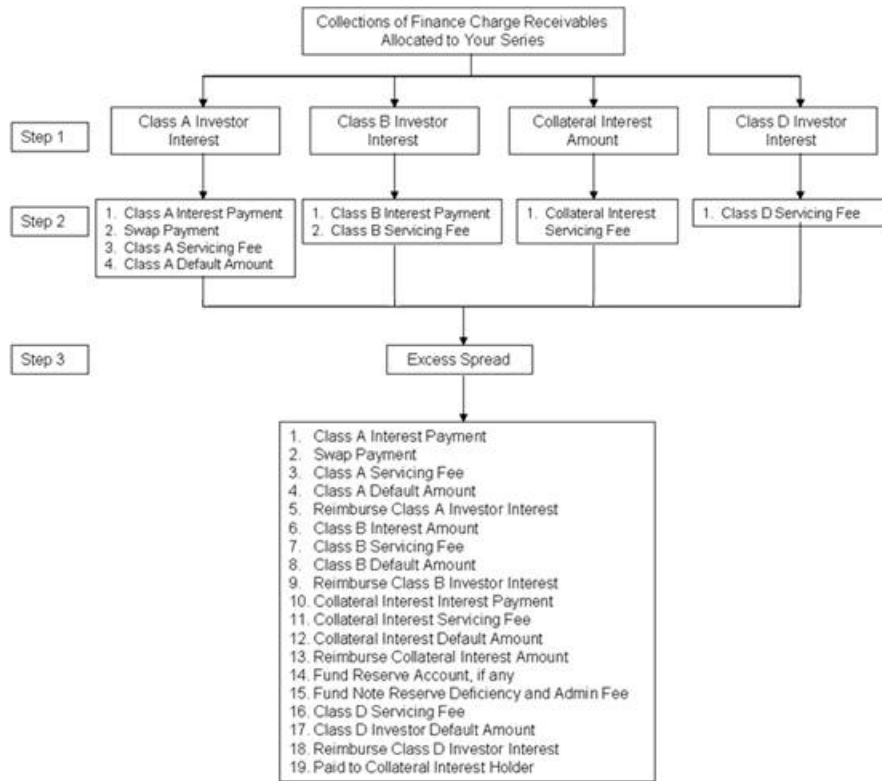 Collections of Finance Charge Receivables
Allocated to Your Series
Step 1
Class A Investor
Interest
Class B Investor
Interest
Collateral Interest
Amount
Class D Investor
Interest
Step 2
1. Class A Interest Payment
2. Swap Payment
3. Class A Servicing Fee
4. Class A Default Amount
1. Class B Interest Payment
2. Class B Servicing Fee
1. Collateral Interest
Servicing Fee
1. Class D Servicing Fee
Step 3
Excess Spread
1. Class A Interest Payment
2. Swap Payment
3. Class A Servicing Fee
4. Class A Default Amount
5. Reimburse Class A Investor Interest
6. Class B Interest Amount
7. Class B Servicing Fee
8. Class B Default Amount
9. Reimburse Class B Investor Interest
10. Collateral Interest Interest Payment
11. Collateral Interest Servicing Fee
12. Collateral Interest Default Amount
13. Reimburse Collateral Interest Amount
14. Fund Reserve Account, if any
15. Fund Note Reserve Deficiency and Admin Fee
16. Class D Servicing Fee
17. Class D Investor Default Amount
18. Reimburse Class D Investor Interest
19. Paid to Collateral Interest Holder